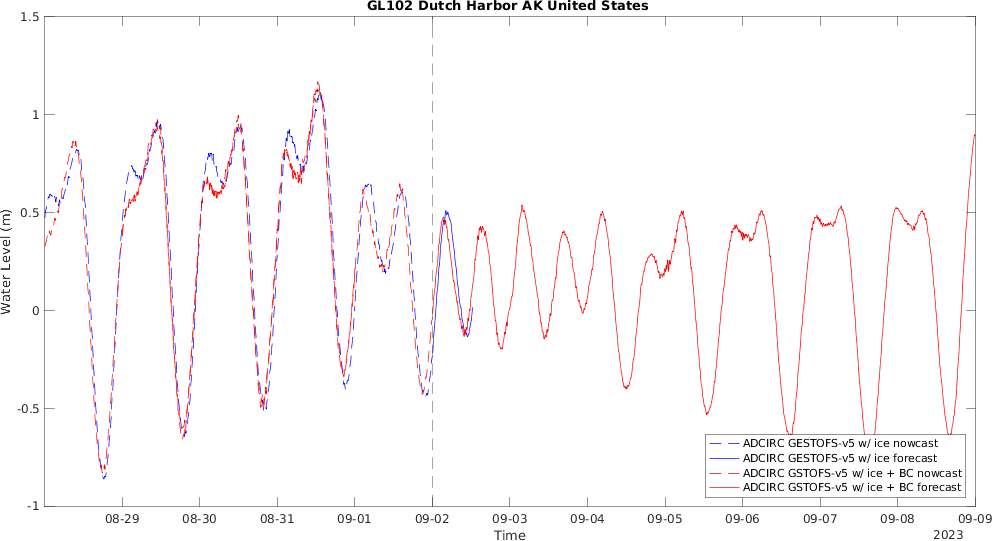 GL102 Dutch Harbor AK United States
1.5
1
0.5
0
-0.5
-1
Water Level (m)
08-29 08-30 08-31 09-01 09-02 09-03 09-04 09-05 09-06 09-07 09-08 09-09
Time
2023
ADCIRC GESTOFS-v5 w/ ice nowcast
ADCIRC GESTOFS-v5 w/ ice forecast
ADCIRC GSTOFS-v5 w/ ice + BC nowcast
ADCIRC GSTOFS-v5 w/ ice + BC forecast